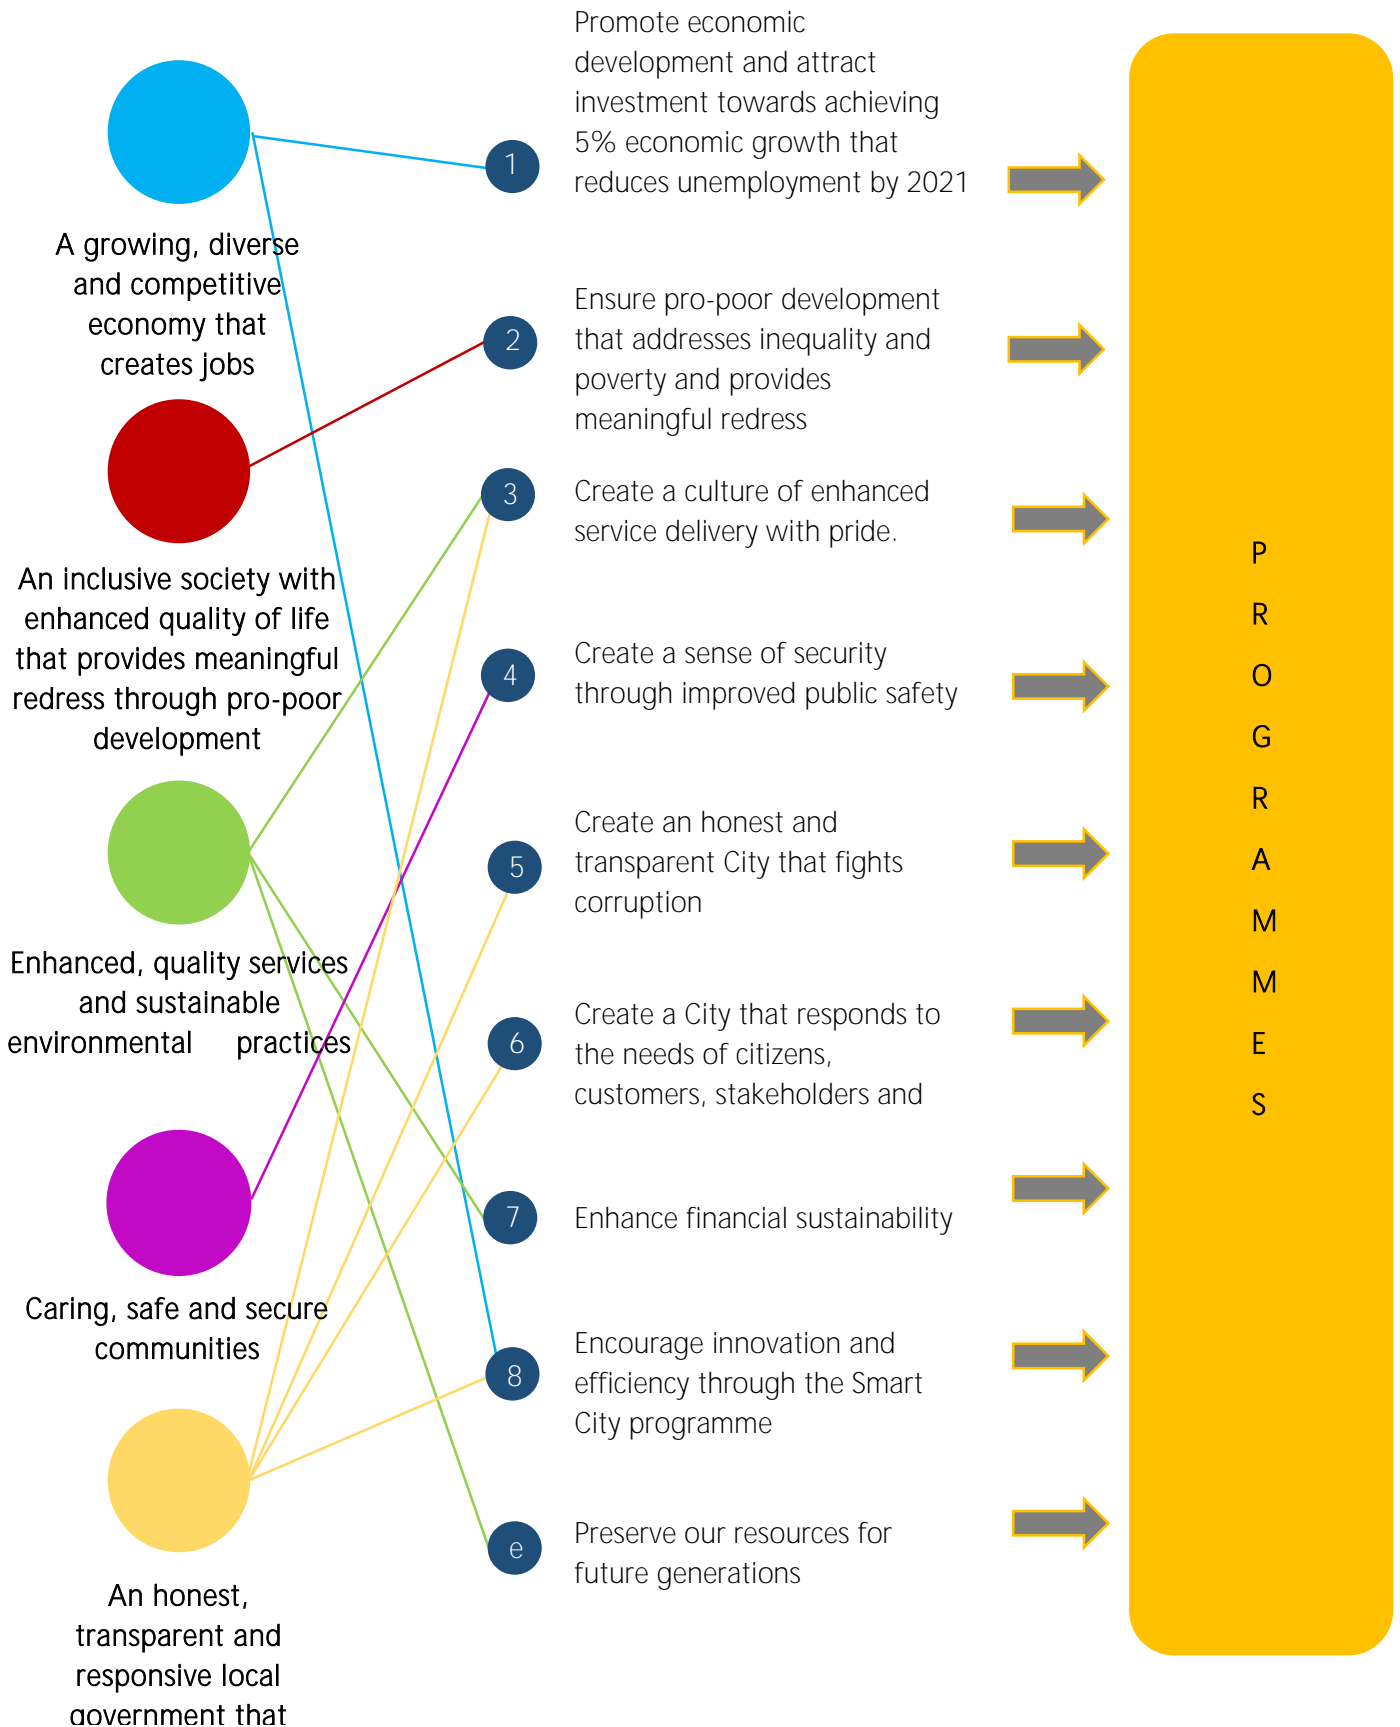 A growing, diverse
and competitive
economy that
creates jobs
An inclusive society with
enhanced quality of life
that provides meaningful
redress through pro-poor
development
Enhanced, quality services
and sustainable
environmental practices
Caring, safe and secure
communities
An honest,
transparent and
responsive local
government that
1
Promote economic
development and attract
investment towards achieving
5% economic growth that
reduces unemployment by 2021
2
Ensure pro-poor development
that addresses inequality and
poverty and provides
meaningful redress
3
Create a culture of enhanced
service delivery with pride.
4
Create a sense of security
through improved public safety
5
Create an honest and
transparent City that fights
corruption
6
Create a City that responds to
the needs of citizens,
customers, stakeholders and
7
Enhance financial sustainability
8
Encourage innovation and
efficiency through the Smart
City programme
e
Preserve our resources for
future generations
P
R
O
G
R
A
M
M
E
S